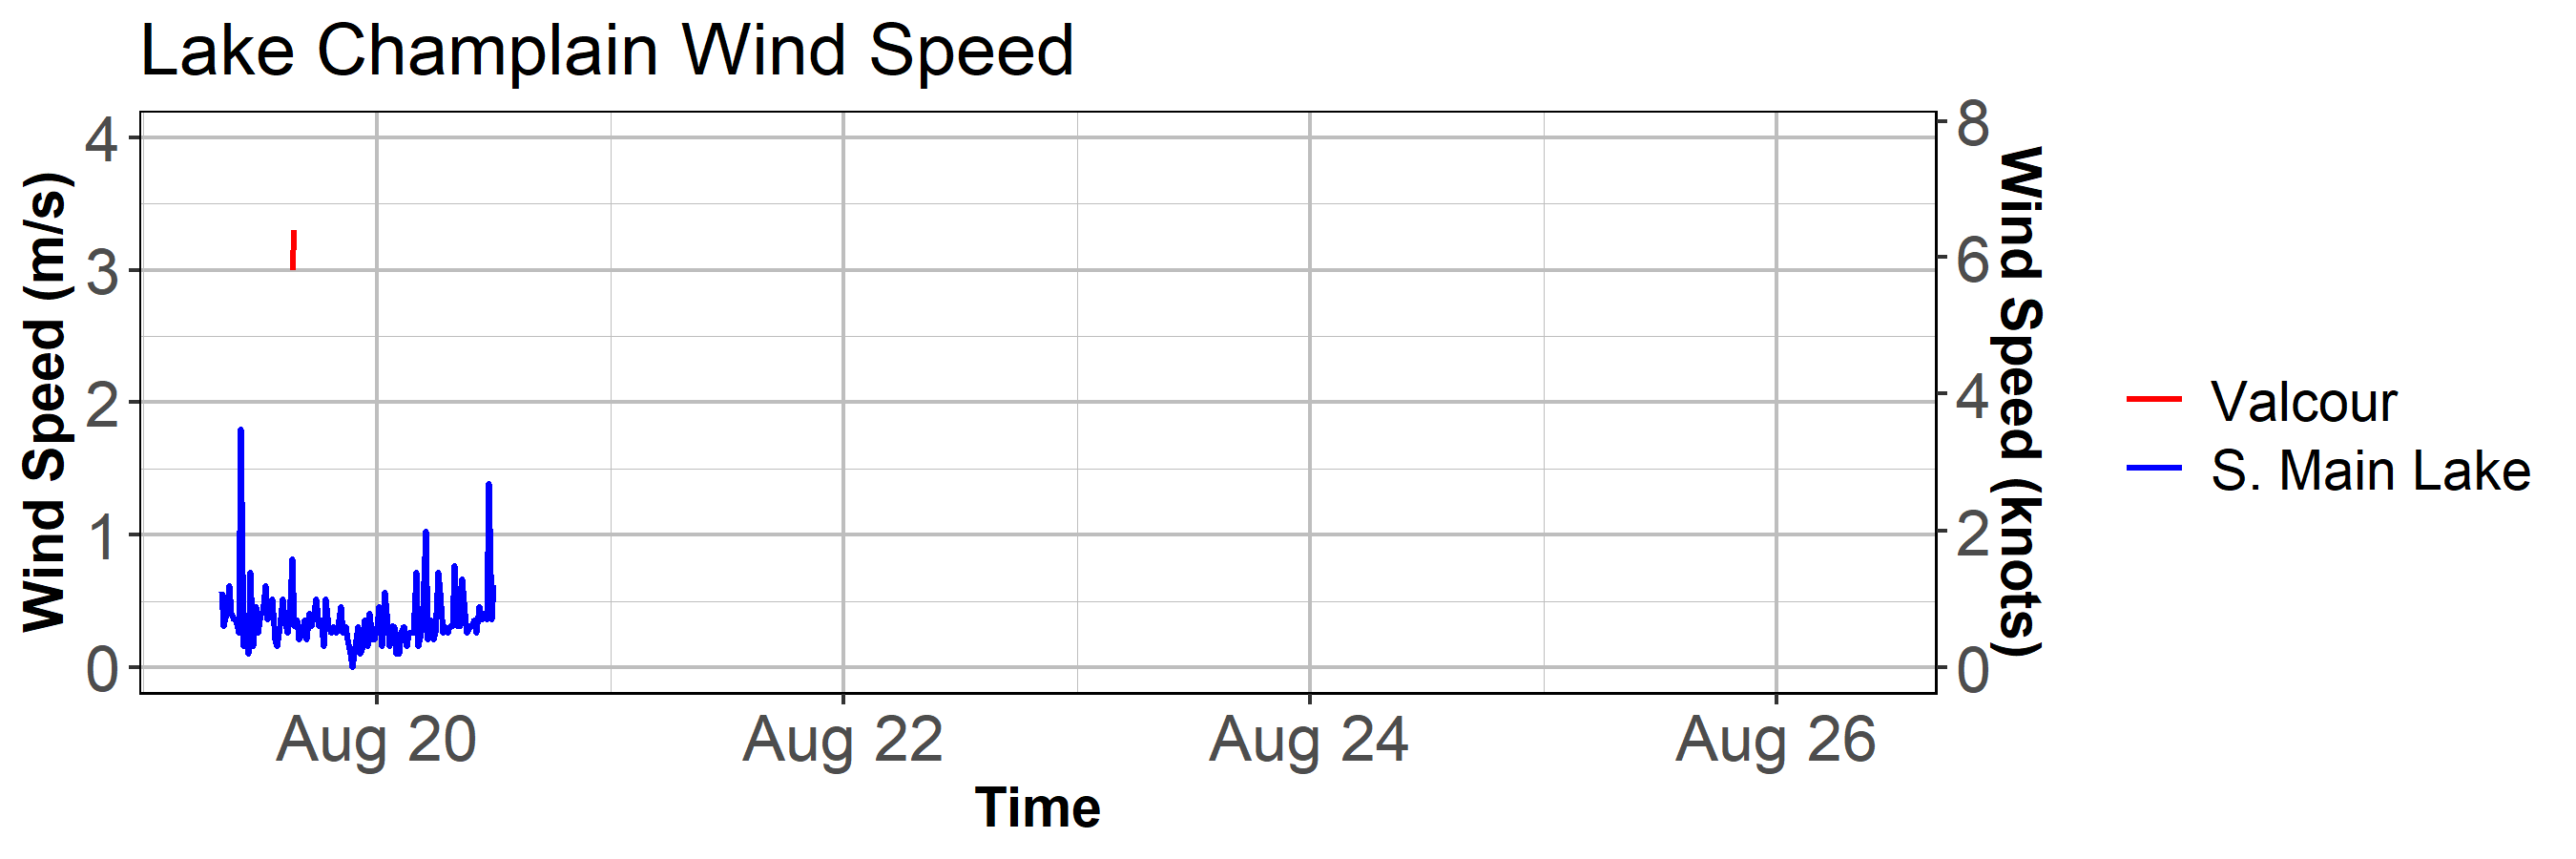 Lake Champlain Wind Speed
Wind Speed (m/s)
4
3
2
1
0
8
6
4
2
0
Wind Speed (knots)
Aug 20
Aug 22
Aug 24
Aug 26
Time
Valcour
S. Main Lake